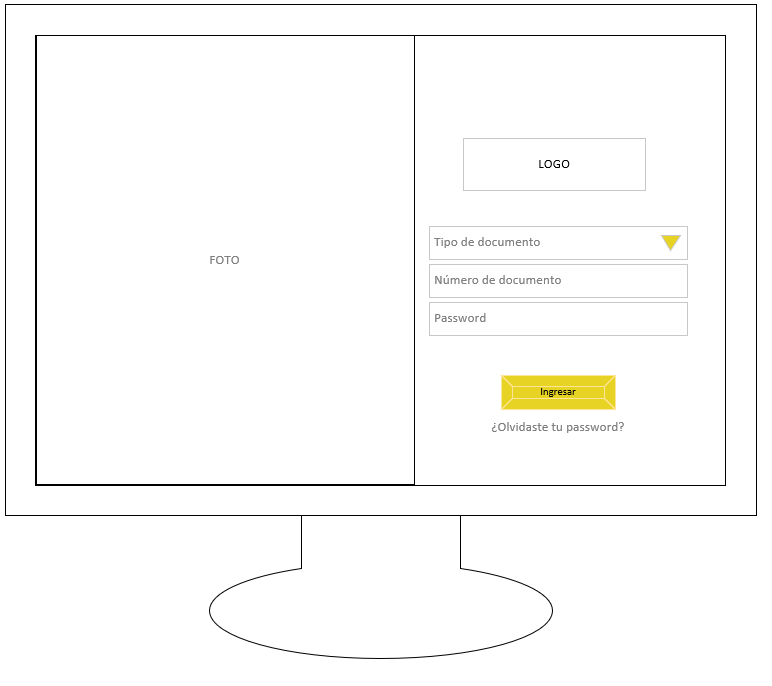 FOTO
LOGO
Tipo de documento
Número de documento
Password
Ingresar
¿Olvidaste tu password?